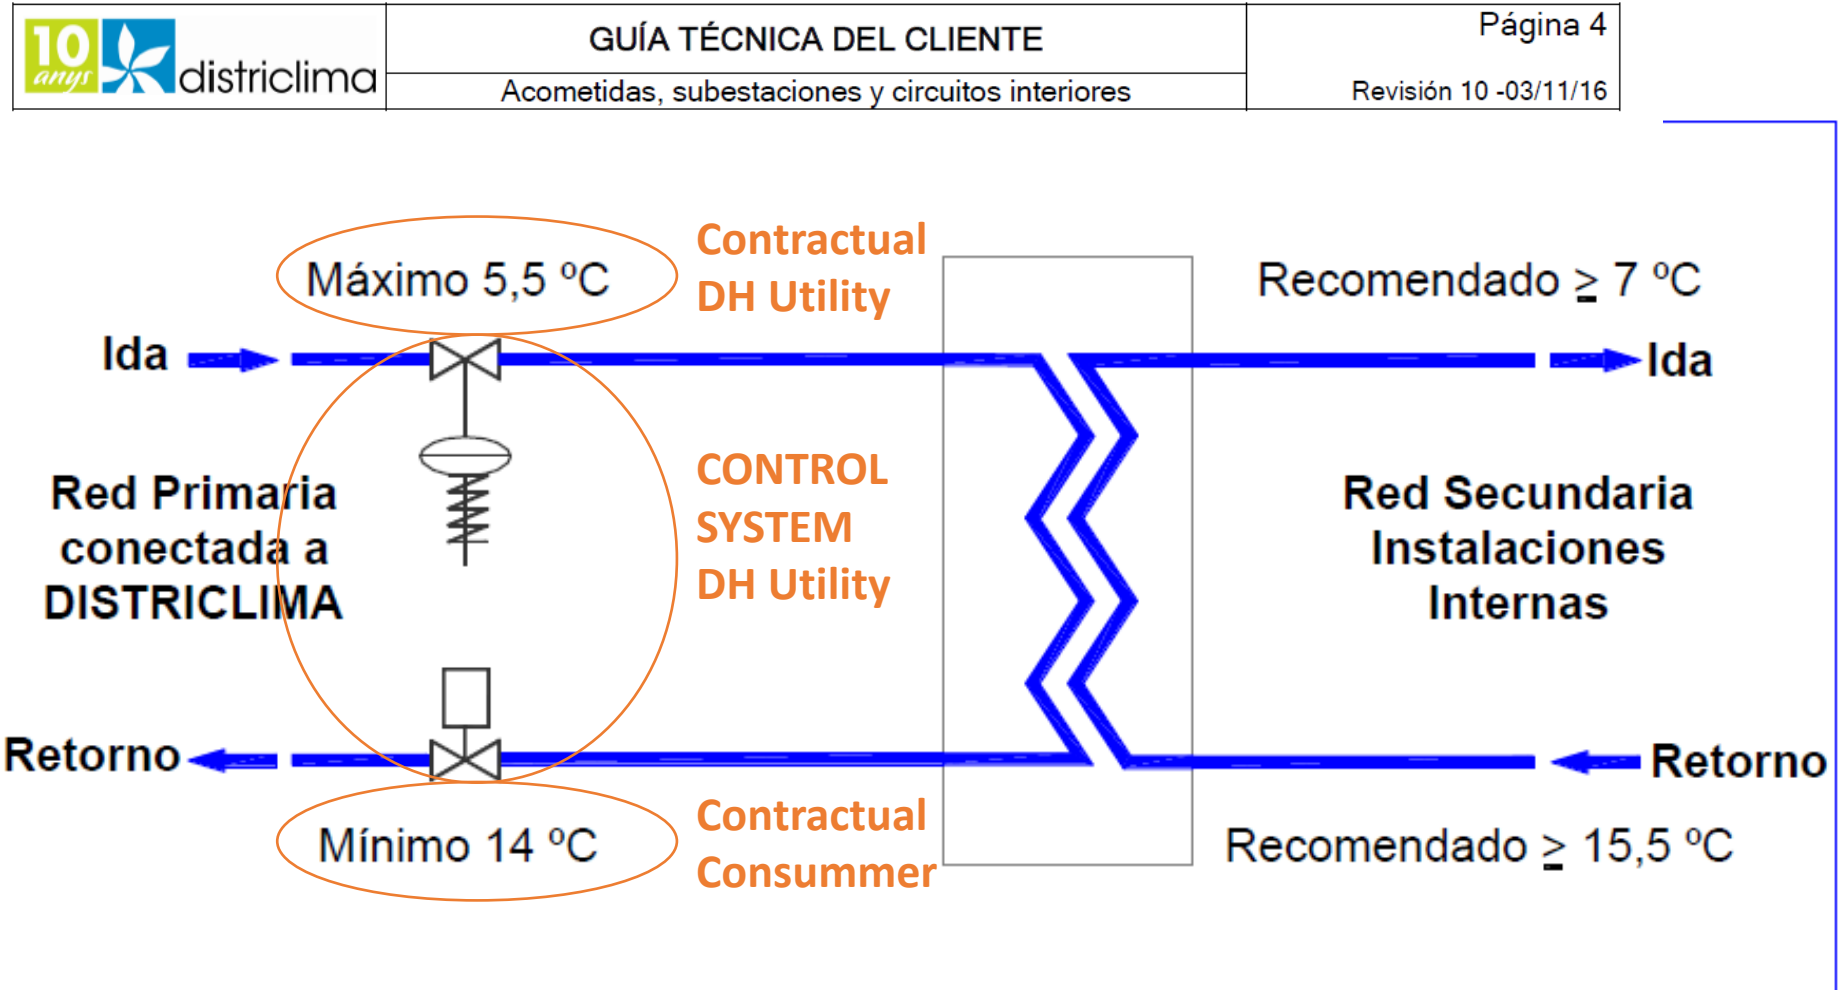 10
anys
districlima
GUÍA TÉCNICA DEL CLIENTE
Acometidas, subestaciones y circuitos interiores
Página 4
Revisión 10 -03/11/16
Máximo 5,5 ºC
Contractual
DH Utility
Recomendado ≥ 7 ºC
Ida
Ida
Red Primaria
conectada a
DISTRICLIMA
CONTROL
SYSTEM
DH Utility
Red Secundaria
Instalaciones
Internas
Retorno
Retorno
Mínimo 14 ºC
Contractual
Consummer
Recomendado ≥ 15,5 ºC